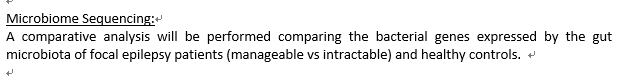 Microbiome Sequencing:
A comparative analysis will be performed comparing the bacterial genes expressed by the gut
microbiota of focal epilepsy patients (manageable vs intractable) and healthy controls.